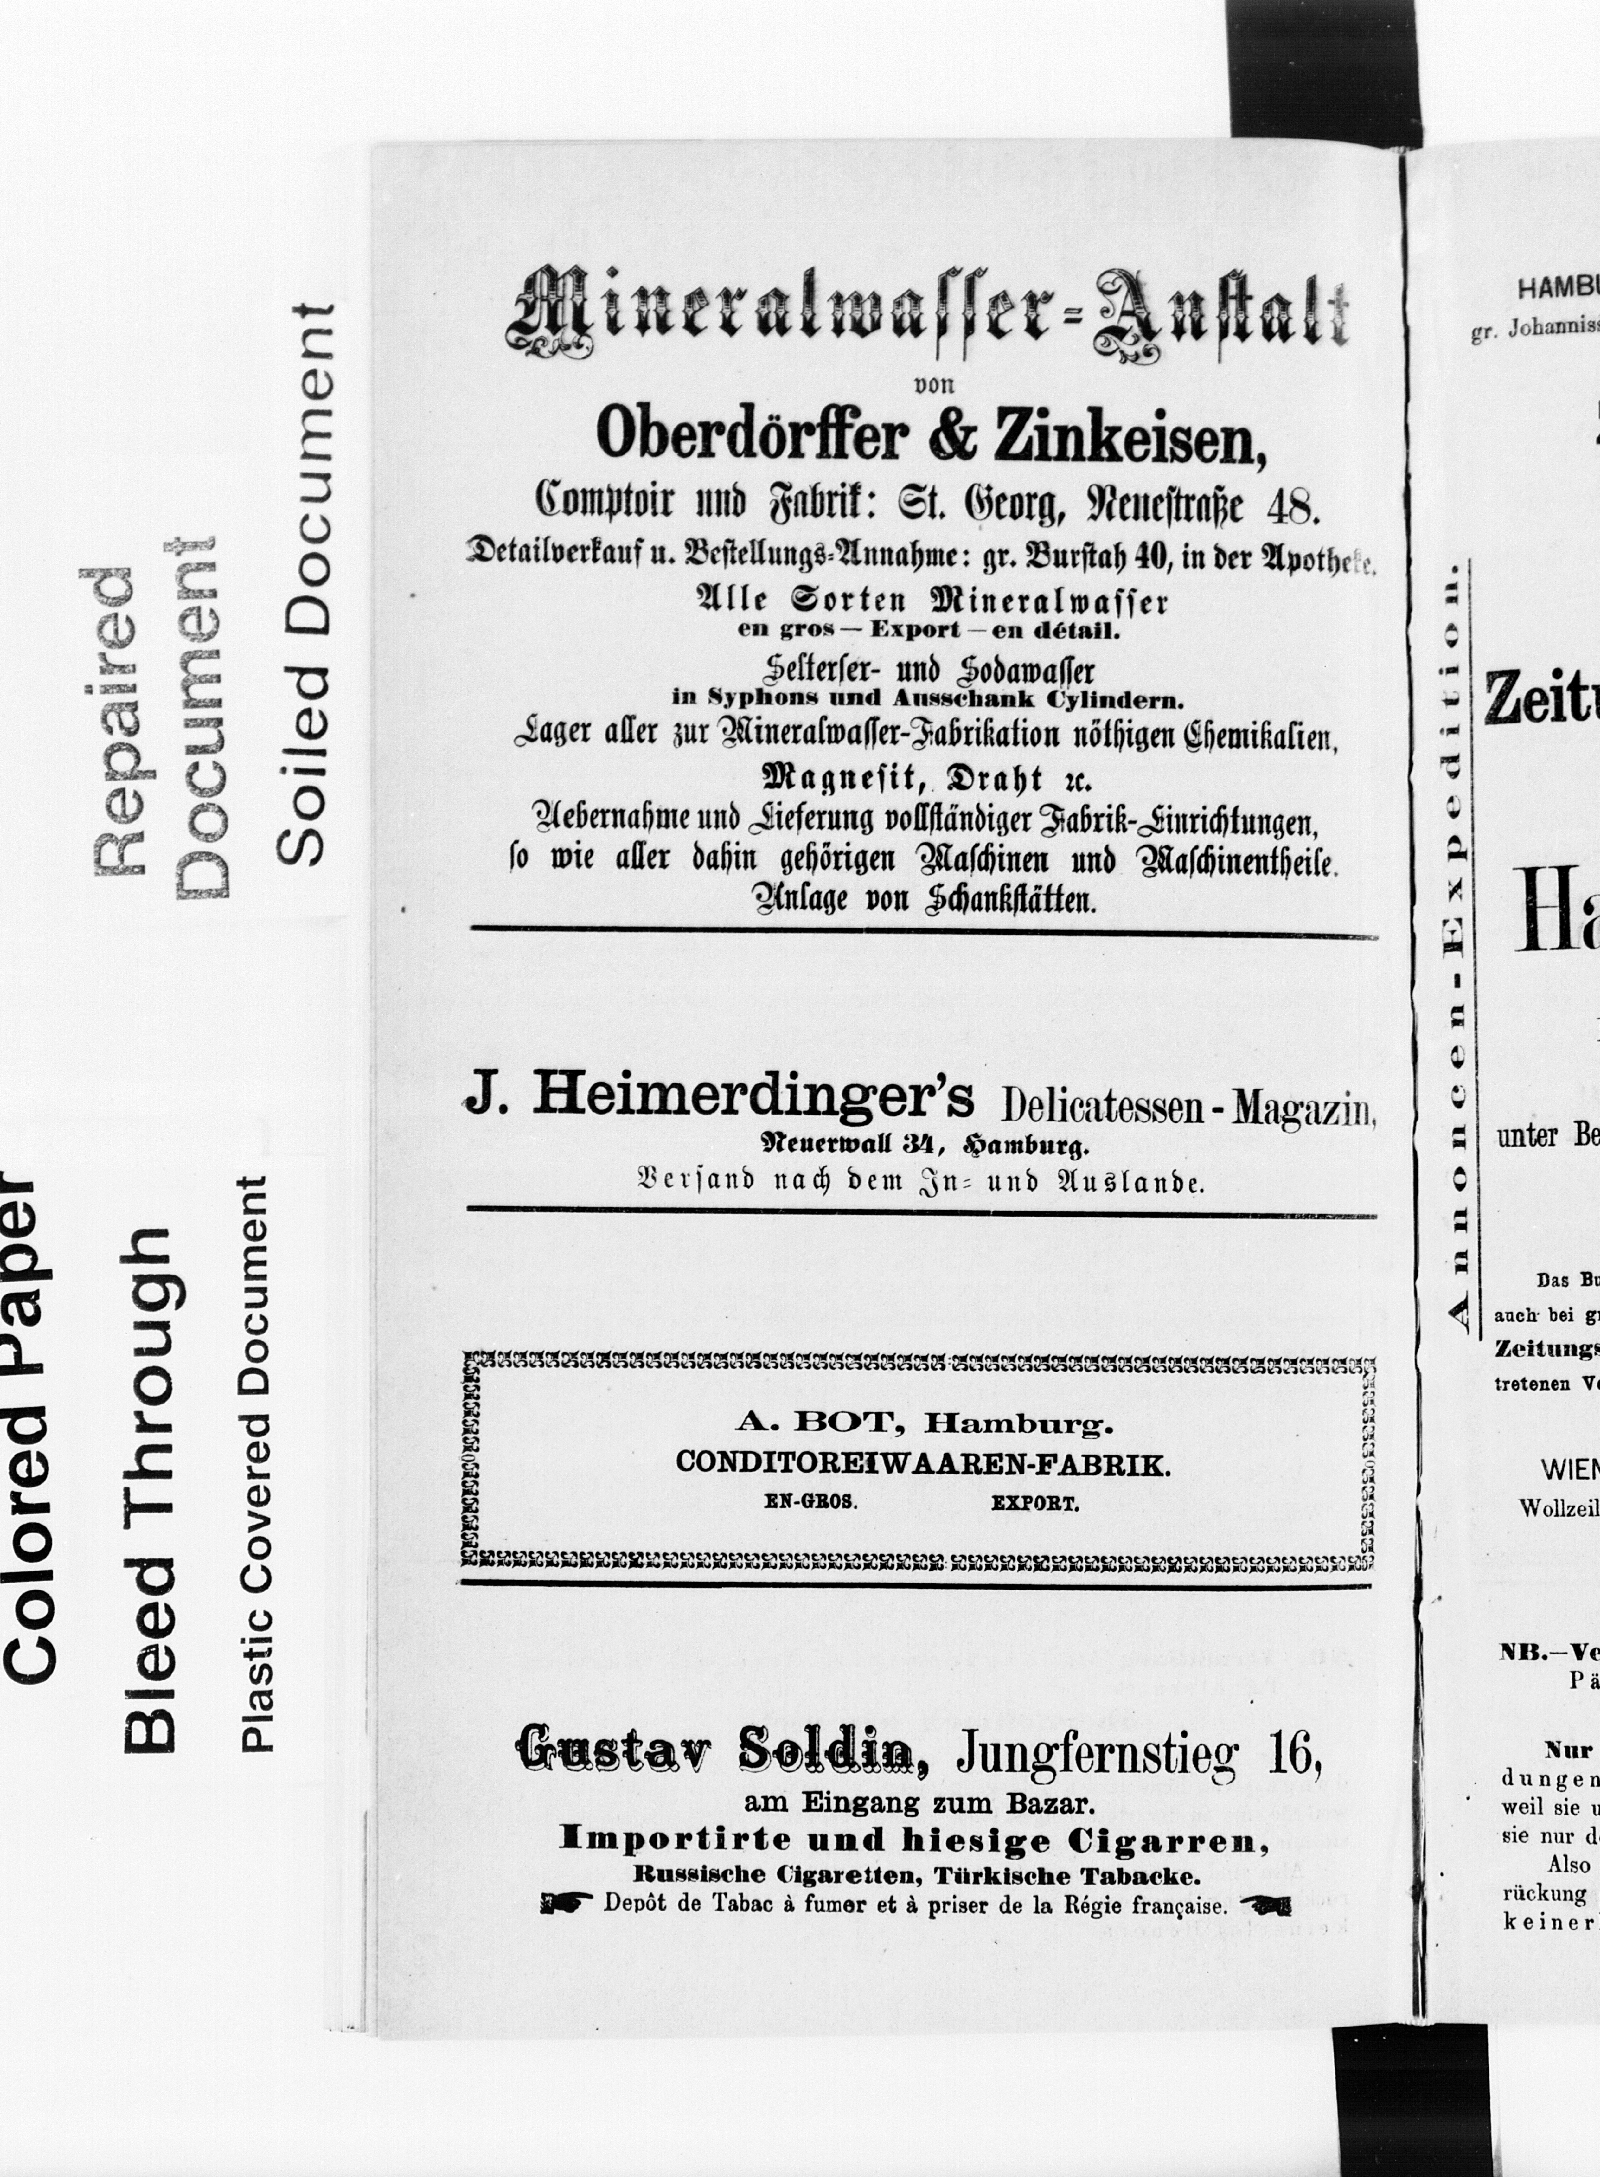 Repaired
Document
Soiled Document
Colored Paper
Bleed Through
Plastic Covered Document
Mineralwasser-Anstalt
von
Oberdörffer & Zinkeisen,
Comptoir und Fabrik: St. Georg, Neuestraße 48.
Detailverkauf u. Bestellungs-Annahme: gr. Burstah 40, in der Apotheke.
Alle Sorten Mineralwasser
en gros — Export — en détail.
Selterser- und Sodawasser
in Syphons und Ausschank Cylindern.
Lager aller zur Mineralwasser-Fabrikation nöthigen Chemikalien,
Magnesit, Draht ꝛc.
Uebernahme und Lieferung vollständiger Fabrik-Einrichtungen,
so wie aller dahin gehörigen Maschinen und Maschinentheile.
Anlage von Schankstätten.
J. Heimerdinger's Delicatessen-Magazin,
Neuerwall 34, Hamburg.
Versand nach dem In- und Auslande.
A. BOT, Hamburg.
CONDITOREIWAAREN-FABRIK.
EN-GROS. EXPORT.
Gustav Soldin, Jungfernstieg 16,
am Eingang zum Bazar.
Importirte und hiesige Cigarren,
Russische Cigaretten, Türkische Tabacke.
Depôt de Tabac à fumer et à priser de la Régie française.
Annoncen-Expedition.
HAMBU
gr. Johanniss
Zeitu
Ha
unter Be
Das Bu
auch bei gr
Zeitungs
tretenen Ve
WIEN
Wollzeil
NB.—Ve
Pä
Nur
dungen
weil sie u
sie nur d
Also
rückung
keiner